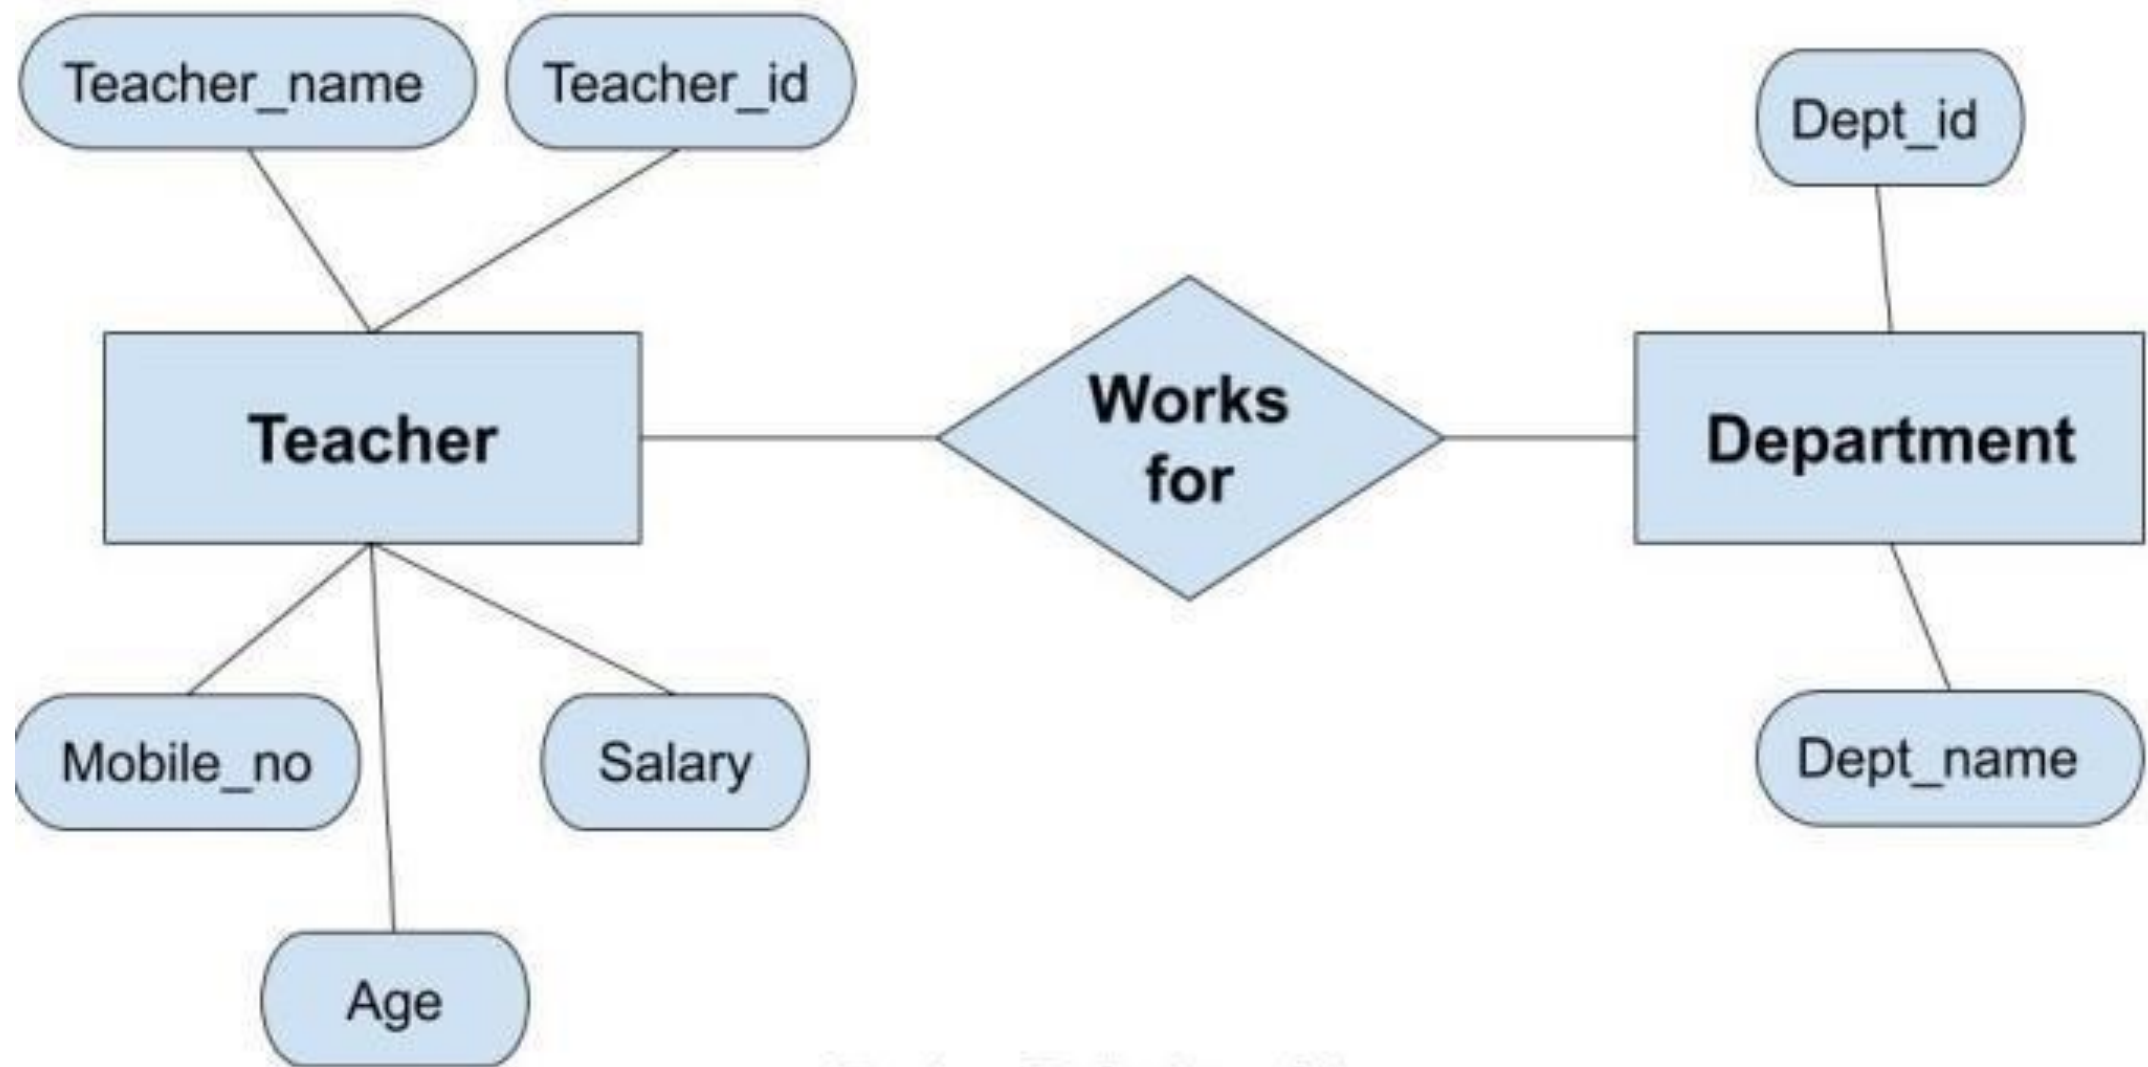 Teacher_name
Teacher_id
Dept_id
Teacher
Works
for
Department
Mobile_no
Salary
Dept_name
Age